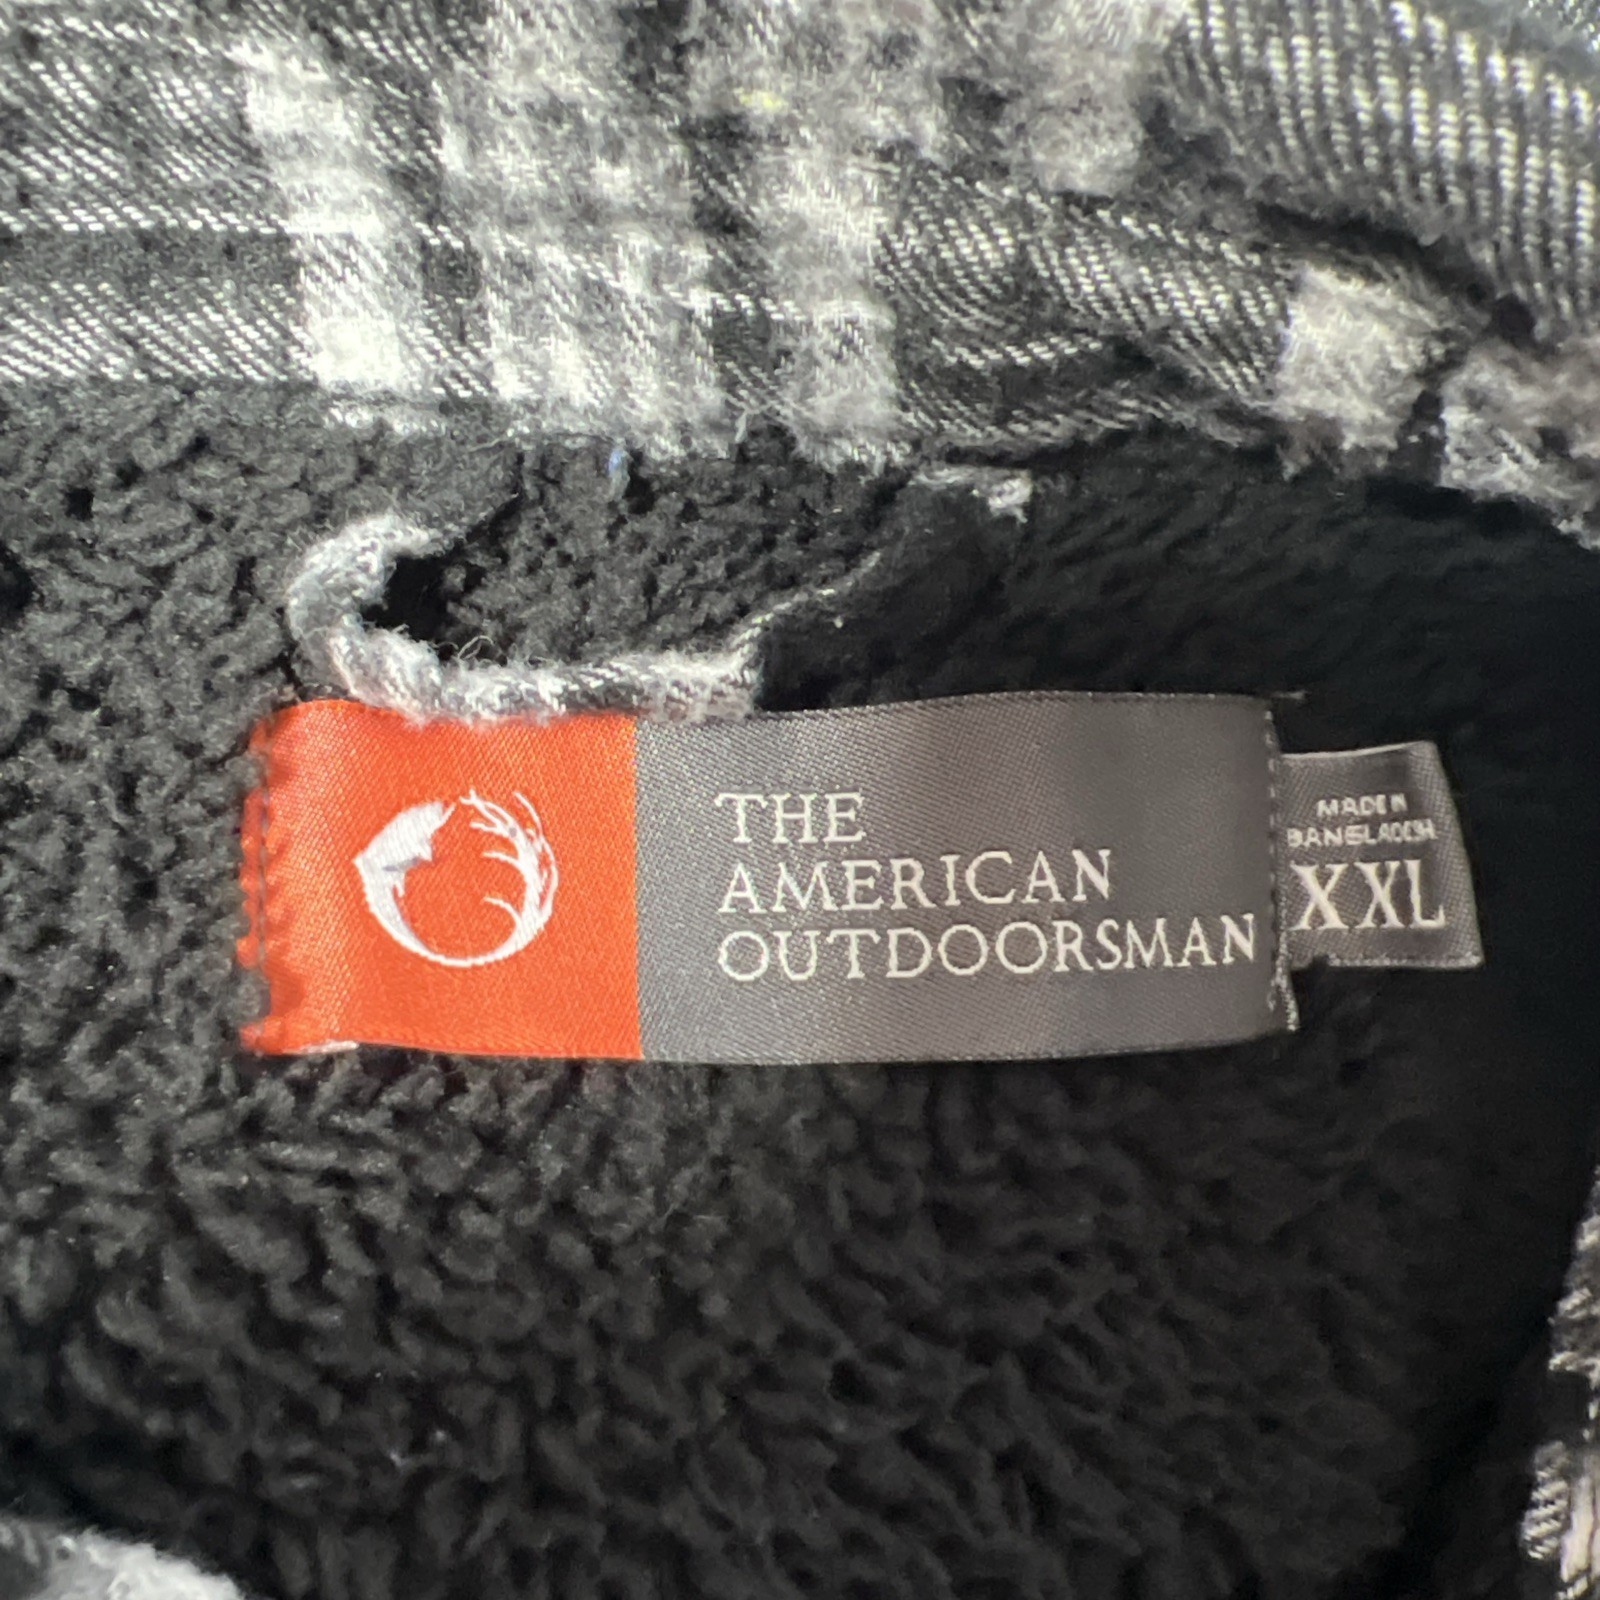 THE
AMERICAN
OUTDOORSMAN
MADE IN
BANGLADESH
XXL